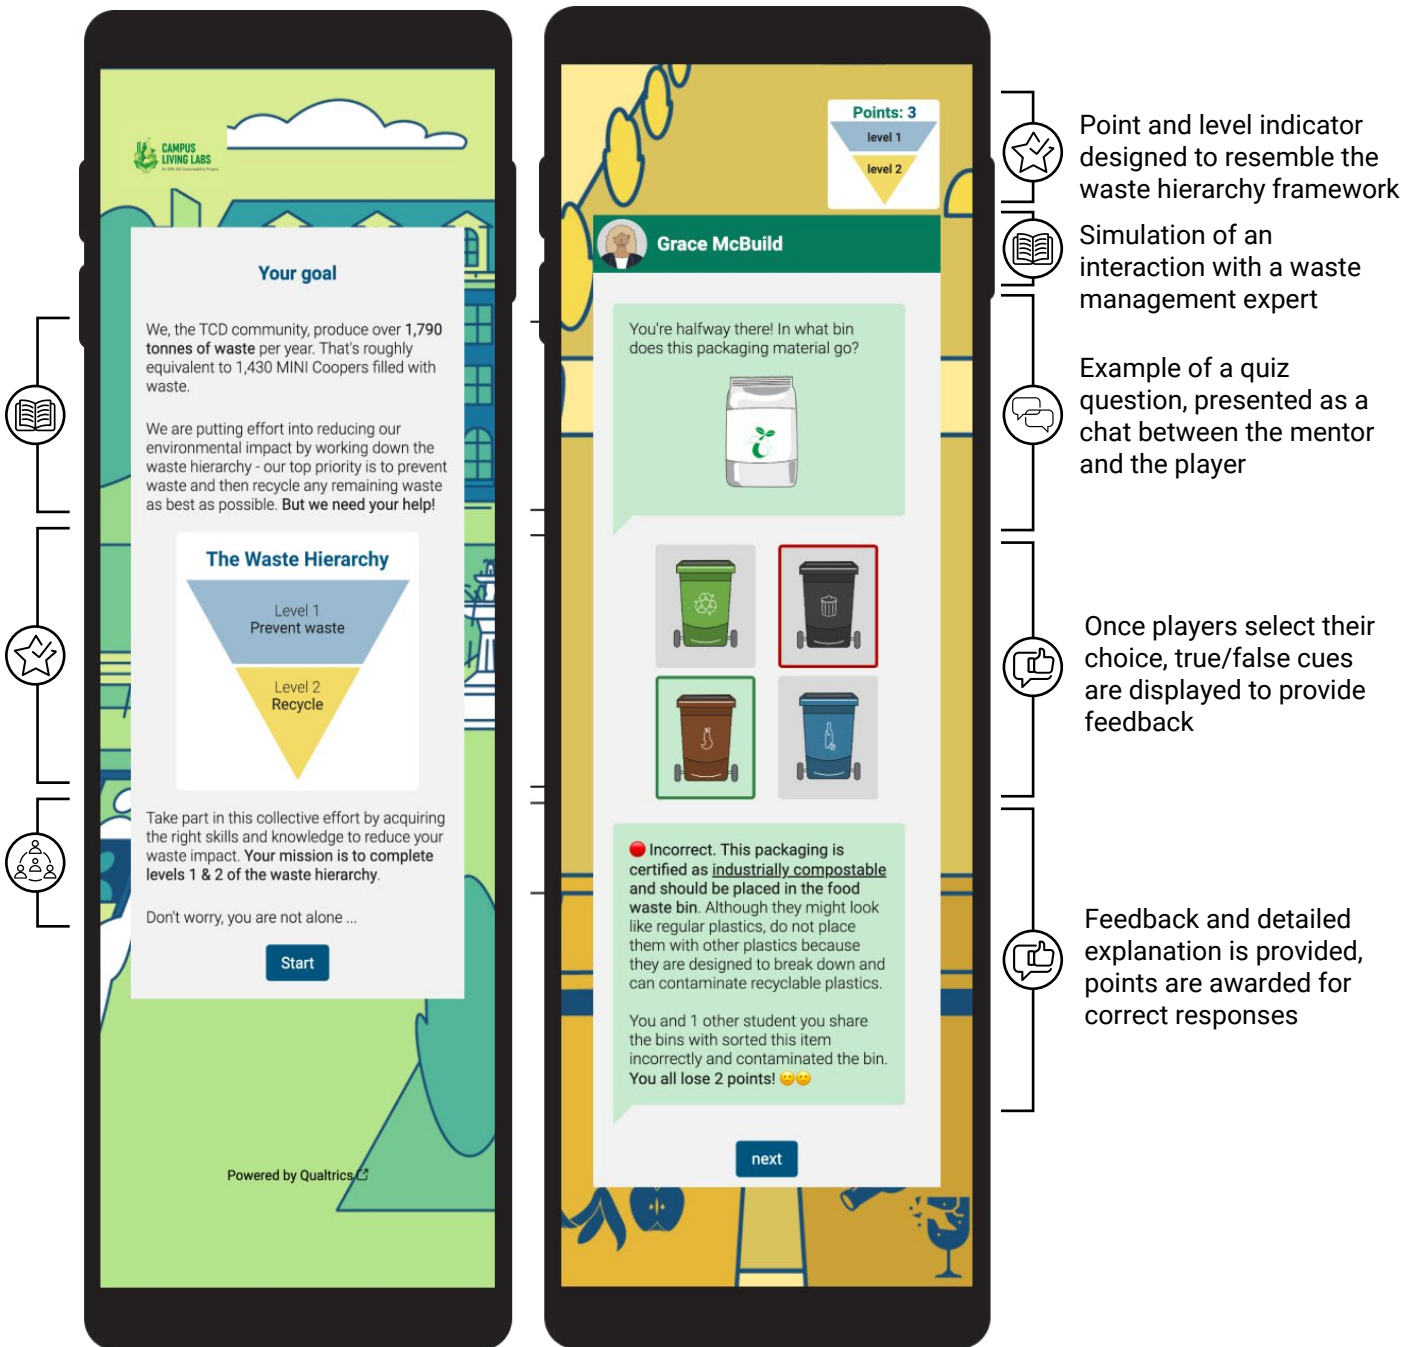 CAMPUS
LIVING LABS
Your goal
We, the TCD community, produce over 1,790
tonnes of waste per year. That's roughly
equivalent to 1,430 MINI Coopers filled with
waste.
We are putting effort into reducing our
environmental impact by working down the
waste hierarchy - our top priority is to prevent
waste and then recycle any remaining waste
as best as possible. But we need your help!
The Waste Hierarchy
Level 1
Prevent waste
Level 2
Recycle
Take part in this collective effort by acquiring
the right skills and knowledge to reduce your
waste impact. Your mission is to complete
levels 1 & 2 of the waste hierarchy.
Don't worry, you are not alone ...
Start
Powered by Qualtrics
Points: 3
level 1
level 2
Grace McBuild
You're halfway there! In what bin
does this packaging material go?
Incorrect. This packaging is
certified as industrially compostable
and should be placed in the food
waste bin. Although they might look
like regular plastics, do not place
them with other plastics because
they are designed to break down and
can contaminate recyclable plastics.
You and 1 other student you share
the bins with sorted this item
incorrectly and contaminated the bin.
You all lose 2 points!
next
Point and level indicator
designed to resemble the
waste hierarchy framework
Simulation of an
interaction with a waste
management expert
Example of a quiz
question, presented as a
chat between the mentor
and the player
Once players select their
choice, true/false cues
are displayed to provide
feedback
Feedback and detailed
explanation is provided,
points are awarded for
correct responses